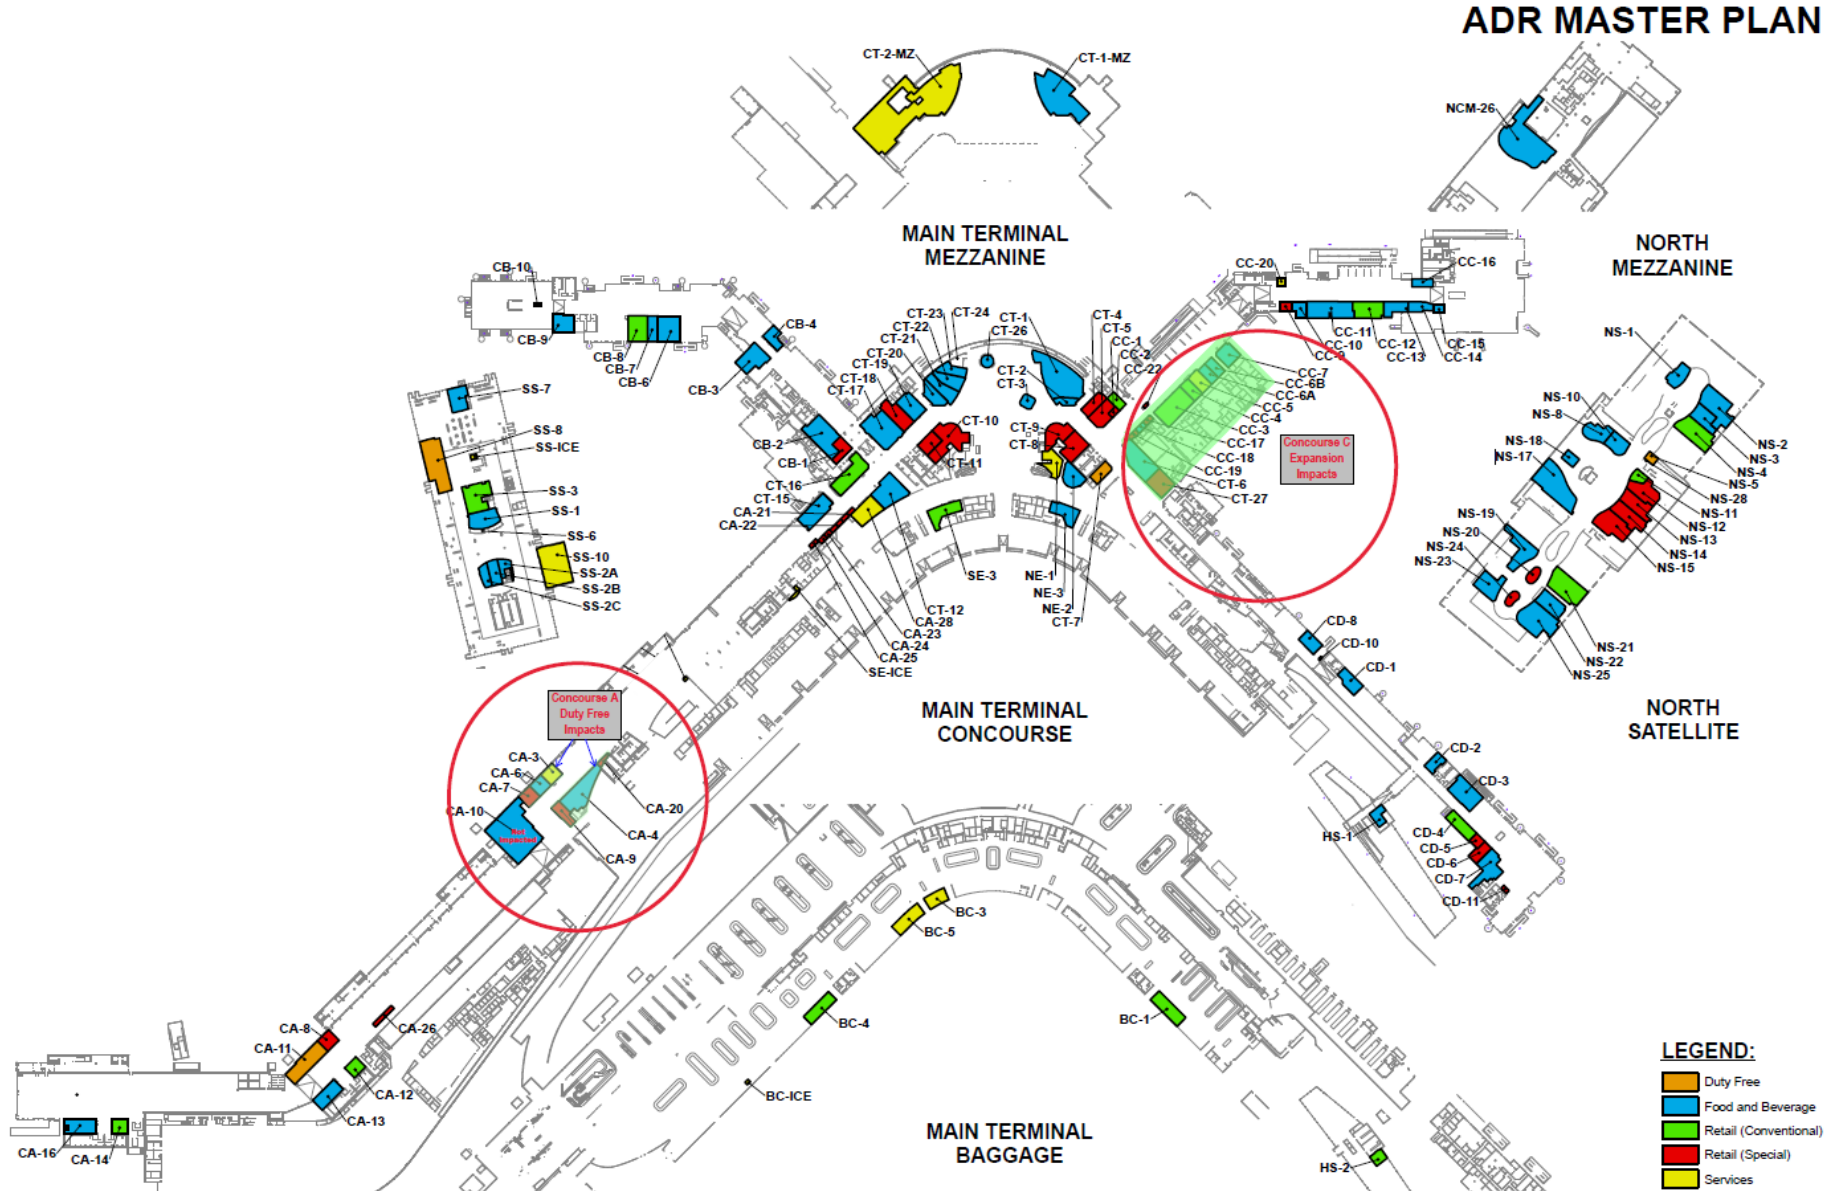 ADR MASTER PLAN
CT-2-MZ
CT-1-MZ
NCM-26
MAIN TERMINAL
MEZZANINE
NORTH
MEZZANINE
CB-10
CB-9
CB-8
CB-7
CB-6
CB-4
CB-3
CB-2
CB-1
CT-24
CT-23
CT-22
CT-21
CT-20
CT-19
CT-18
CT-17
CT-16
CT-15
CT-1
CT-26
CT-2
CT-3
CT-4
CT-5
CC-1
CC-2
CC-22
CC-20
CC-16
CC-15
CC-14
CC-13
CC-12
CC-11
CC-10
CC-9
CC-7
CC-6B
CC-6A
CC-5
CC-4
CC-3
CC-17
CC-18
CC-19
CT-6
CT-27
Concourse C
Expansion
Impacts
CT-10
CT-11
CT-9
CT-8
CA-21
CA-22
SE-3
NE-1
NE-3
NE-2
CT-7
CT-12
CA-28
CA-23
CA-24
CA-25
SE-ICE
SS-7
SS-8
SS-ICE
SS-3
SS-1
SS-6
SS-10
SS-2A
SS-2B
SS-2C
NS-1
NS-10
NS-8
NS-18
NS-17
NS-2
NS-3
NS-4
NS-5
NS-28
NS-11
NS-12
NS-13
NS-14
NS-15
NS-19
NS-20
NS-24
NS-23
NS-21
NS-22
NS-25
NORTH
SATELLITE
MAIN TERMINAL
CONCOURSE
Concourse A
Duty Free
Impacts
CA-3
CA-6
CA-7
CA-10
Not
Impacted
CA-20
CA-4
CA-9
CD-8
CD-10
CD-1
CD-2
CD-3
HS-1
CD-4
CD-5
CD-6
CD-7
CD-11
BC-3
BC-5
BC-4
BC-1
BC-ICE
HS-2
CA-8
CA-26
CA-11
CA-12
CA-13
CA-16
CA-14
MAIN TERMINAL
BAGGAGE
LEGEND:
Duty Free
Food and Beverage
Retail (Conventional)
Retail (Special)
Services